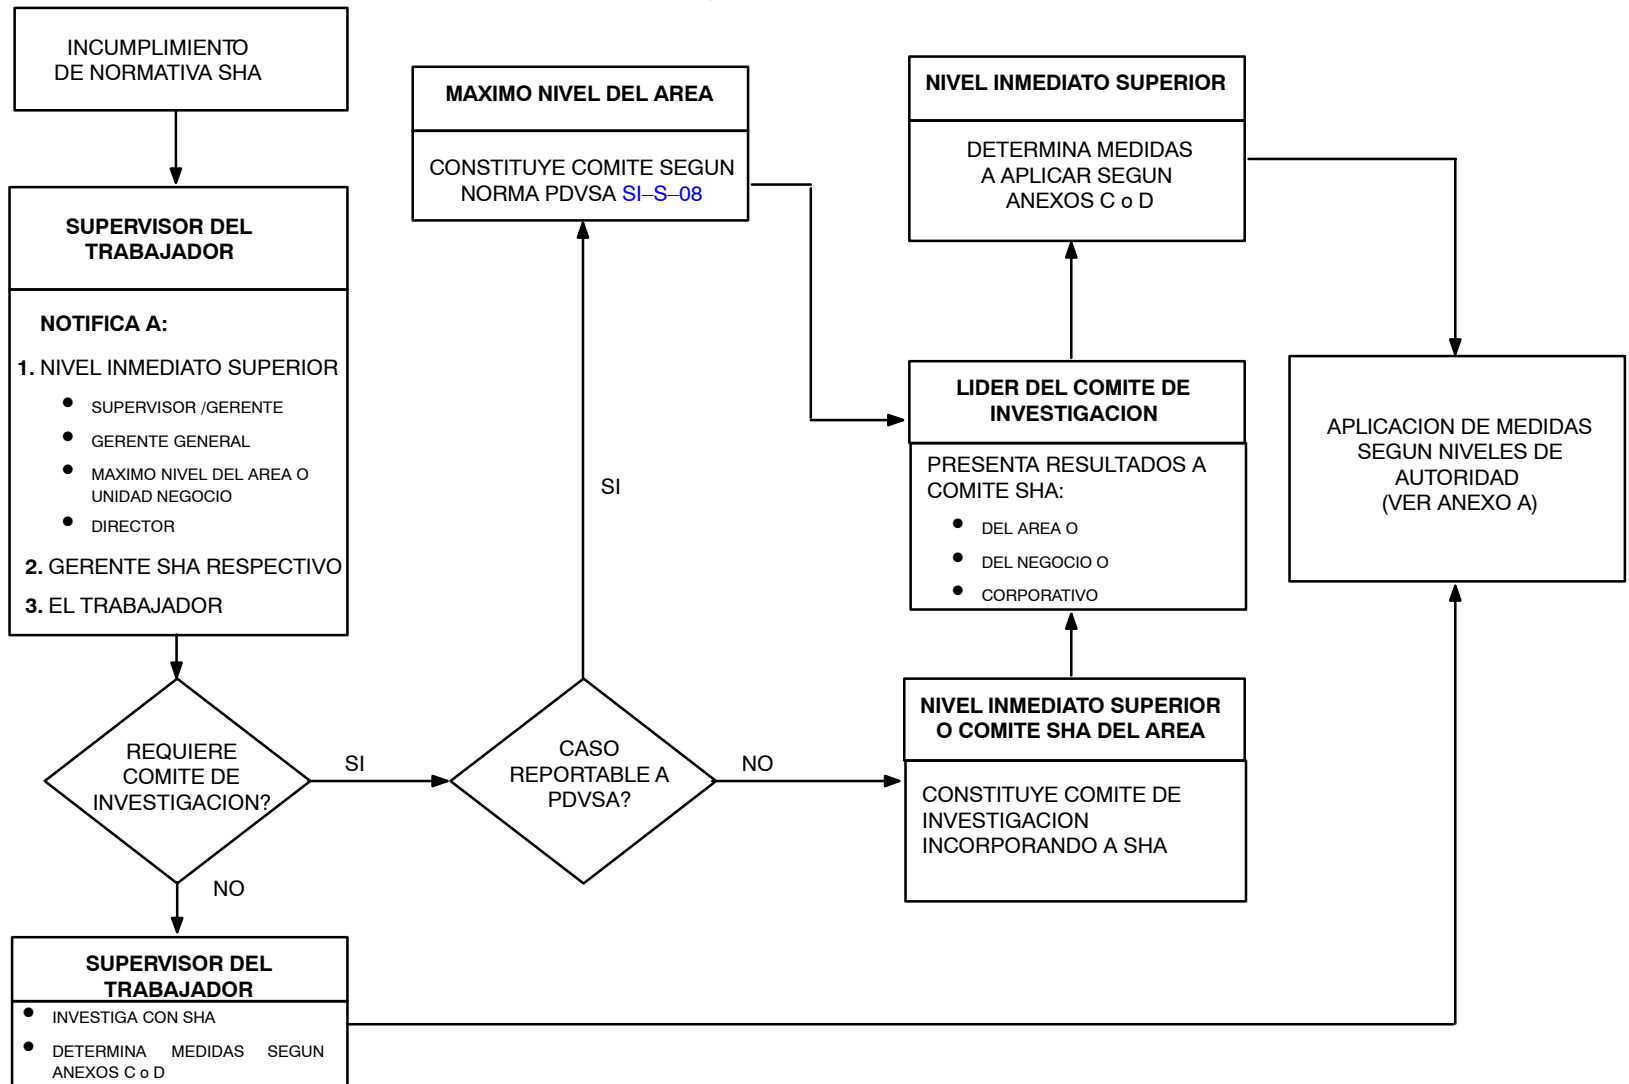 INCUMPLIMIENTO
DE NORMATIVA SHA
SUPERVISOR DEL
TRABAJADOR
NOTIFICA A:
1. NIVEL INMEDIATO SUPERIOR
• SUPERVISOR /GERENTE
• GERENTE GENERAL
• MAXIMO NIVEL DEL AREA O
UNIDAD NEGOCIO
• DIRECTOR
2. GERENTE SHA RESPECTIVO
3. EL TRABAJADOR
REQUIERE
COMITE DE
INVESTIGACION?
SI
NO
SUPERVISOR DEL
TRABAJADOR
• INVESTIGA CON SHA
• DETERMINA MEDIDAS SEGUN
ANEXOS C o D
MAXIMO NIVEL DEL AREA
CONSTITUYE COMITE SEGUN
NORMA PDVSA SI–S–08
SI
CASO
REPORTABLE A
PDVSA?
NO
NIVEL INMEDIATO SUPERIOR
DETERMINA MEDIDAS
A APLICAR SEGUN
ANEXOS C o D
LIDER DEL COMITE DE
INVESTIGACION
PRESENTA RESULTADOS A
COMITE SHA:
• DEL AREA O
• DEL NEGOCIO O
• CORPORATIVO
NIVEL INMEDIATO SUPERIOR
O COMITE SHA DEL AREA
CONSTITUYE COMITE DE
INVESTIGACION
INCORPORANDO A SHA
APLICACION DE MEDIDAS
SEGUN NIVELES DE
AUTORIDAD
(VER ANEXO A)